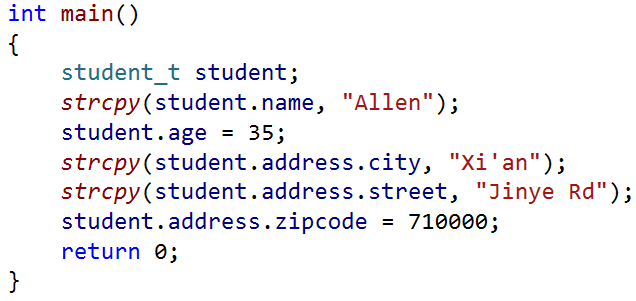 int main()
{
    student_t student;
    strcpy(student.name, "Allen");
    student.age = 35;
    strcpy(student.address.city, "Xi'an");
    strcpy(student.address.street, "Jinye Rd");
    student.address.zipcode = 710000;
    return 0;
}